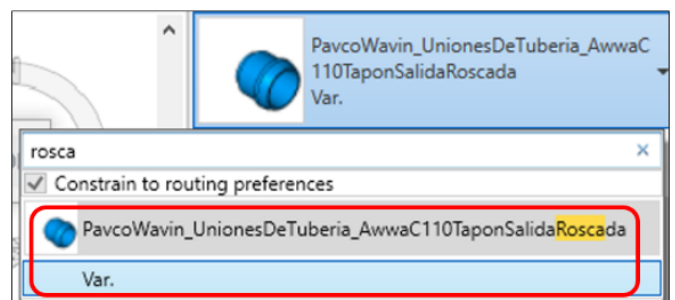 PavcoWavin_UnionesDeTuberia_AwwaC
110TaponSalidaRoscada
Var.
rosca
Constrain to routing preferences
PavcoWavin_UnionesDeTuberia_AwwaC110TaponSalidaRoscada
Var.